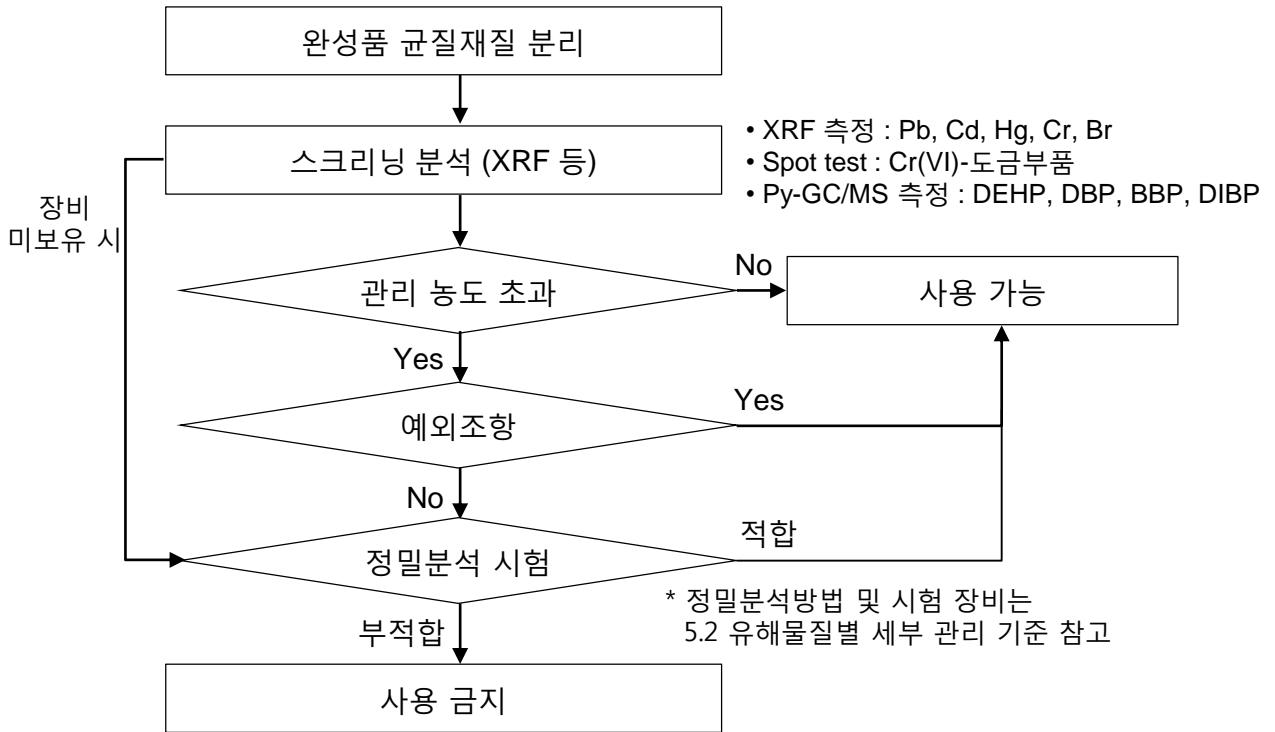 완성품 균질재질 분리
스크리닝 분석 (XRF 등)
• XRF 측정 : Pb, Cd, Hg, Cr, Br
• Spot test : Cr(VI)-도금부품
• Py-GC/MS 측정 : DEHP, DBP, BBP, DIBP
장비
미보유 시
관리 농도 초과
No
사용 가능
Yes
예외조항
Yes
No
정밀분석 시험
적합
* 정밀분석방법 및 시험 장비는
5.2 유해물질별 세부 관리 기준 참고
부적합
사용 금지